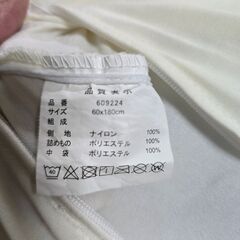 品質表示
品番 609224
サイズ 60x180cm
組成
側地 ナイロン 100%
詰めもの ポリエステル 100%
中袋 ポリエステル 100%
40